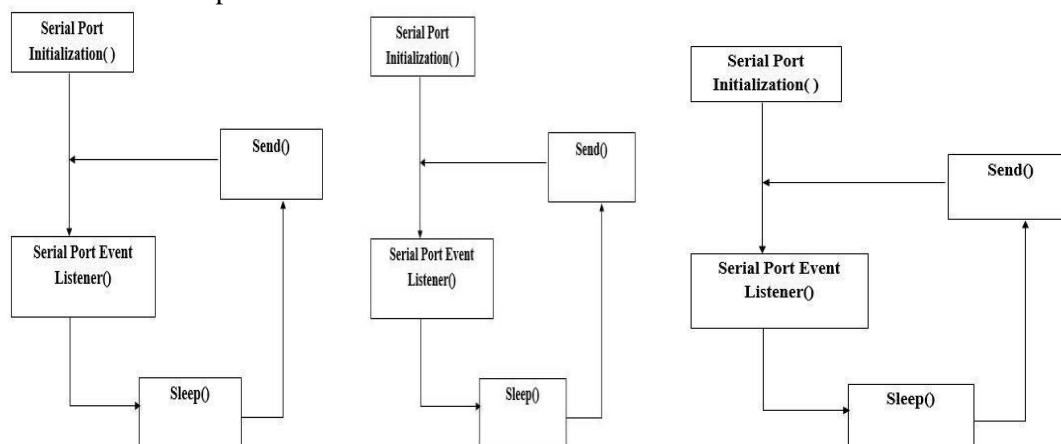 Serial Port
Initialization( )
Send()
Serial Port Event
Listener()
Sleep()
Serial Port
Initialization( )
Send()
Serial Port Event
Listener()
Sleep()
Serial Port
Initialization( )
Send()
Serial Port Event
Listener()
Sleep()